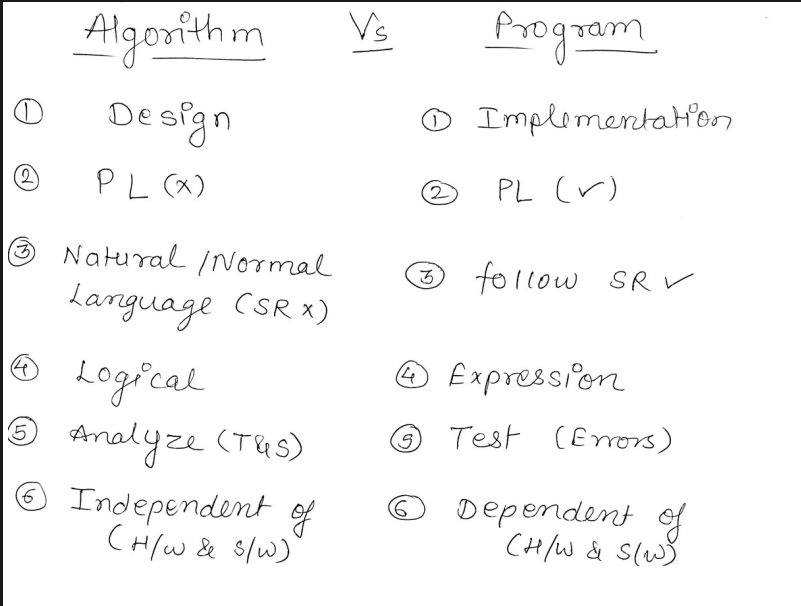 Algorithm Vs Program
① Design ① Implementation
② PL (x) ② PL (✓)
③ Natural /Normal ③ follow SR ✓
Language (SR x)
④ Logical ④ Expression
⑤ Analyze (T&S) ⑤ Test (Errors)
⑥ Independent of ⑥ Dependent of
(H/w & S/w) (H/W & S/W)